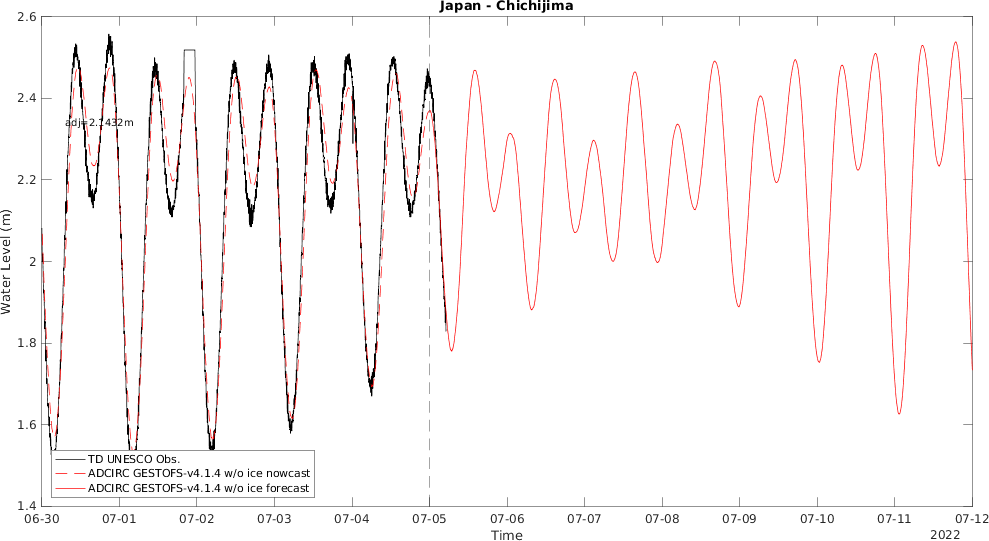 Japan - Chichijima
2.6
2.4
2.2
2
1.8
1.6
1.4
Water Level (m)
adj=2.1432m
TD UNESCO Obs.
ADCIRC GESTOFS-v4.1.4 w/o ice nowcast
ADCIRC GESTOFS-v4.1.4 w/o ice forecast
06-30 07-01 07-02 07-03 07-04 07-05 07-06 07-07 07-08 07-09 07-10 07-11 07-12
Time
2022